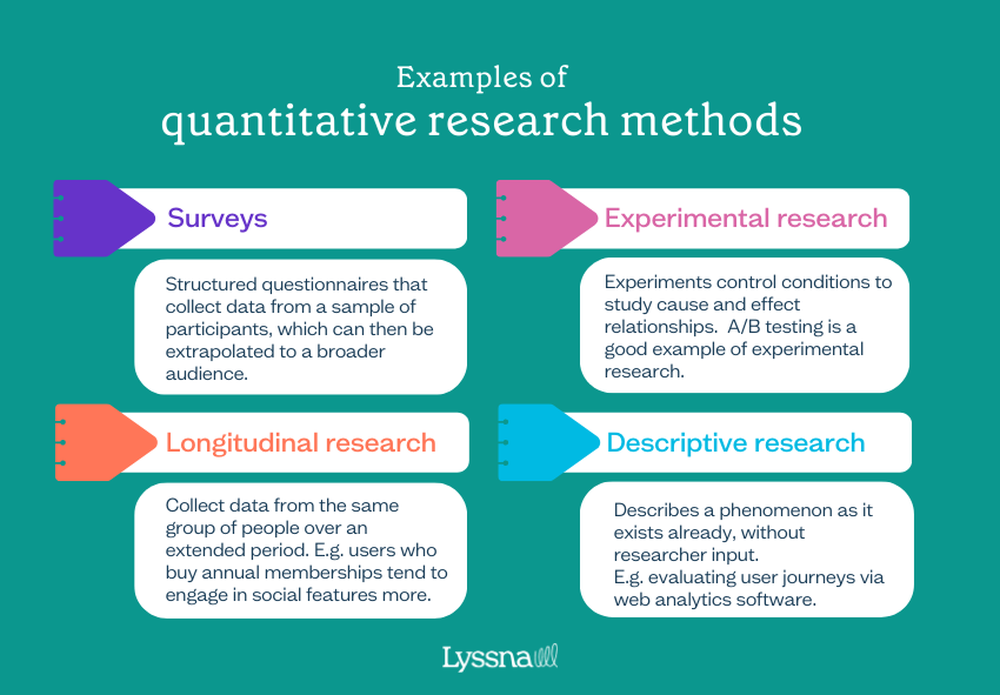 Examples of
quantitative research methods
Surveys
Structured questionnaires that
collect data from a sample of
participants, which can then be
extrapolated to a broader
audience.
Experimental research
Experiments control conditions to
study cause and effect
relationships.  A/B testing is a
good example of experimental
research.
Longitudinal research
Collect data from the same
group of people over an
extended period. E.g. users who
buy annual memberships tend to
engage in social features more.
Descriptive research
Describes a phenomenon as it
exists already, without
researcher input.
E.g. evaluating user journeys via
web analytics software.
Lyssna